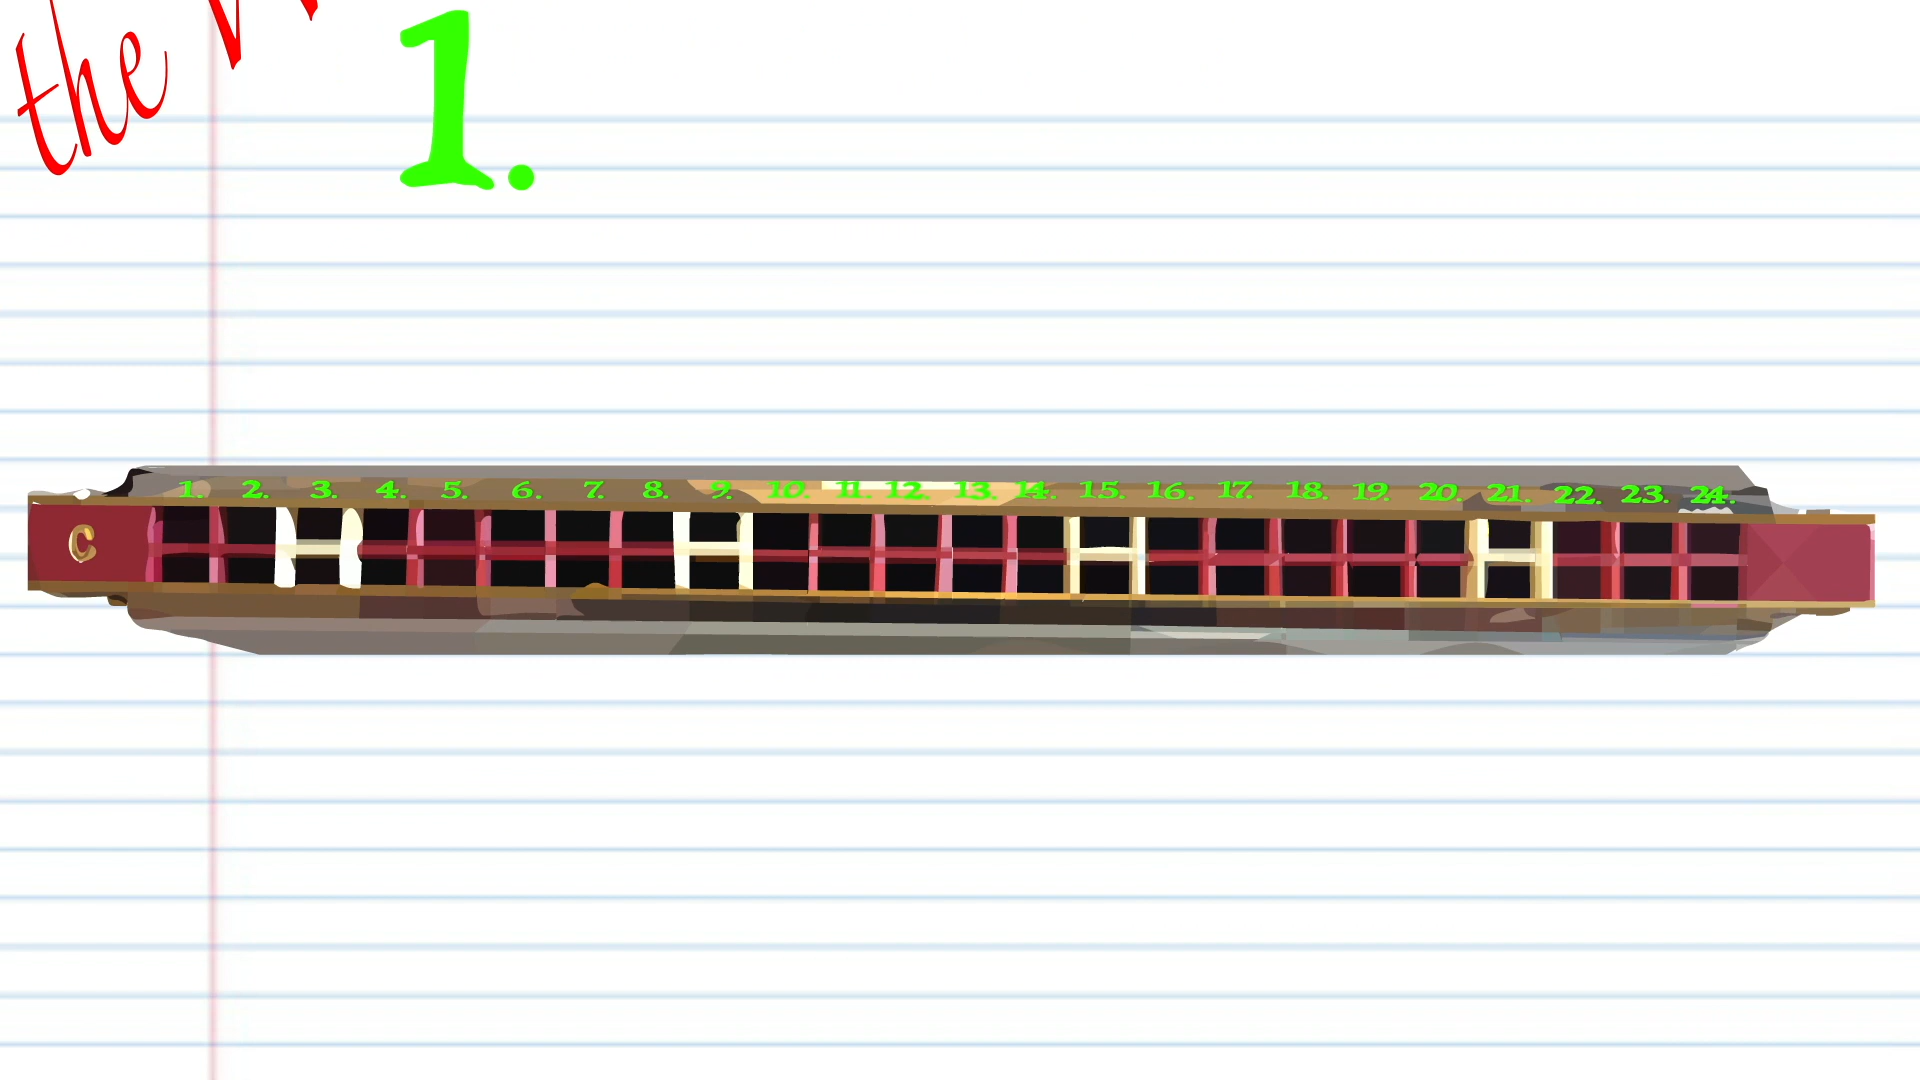 the
1.
1. 2. 3. 4. 5. 6. 7. 8. 9. 10. 11. 12. 13. 14. 15. 16. 17. 18. 19. 20. 21. 22. 23. 24.
C